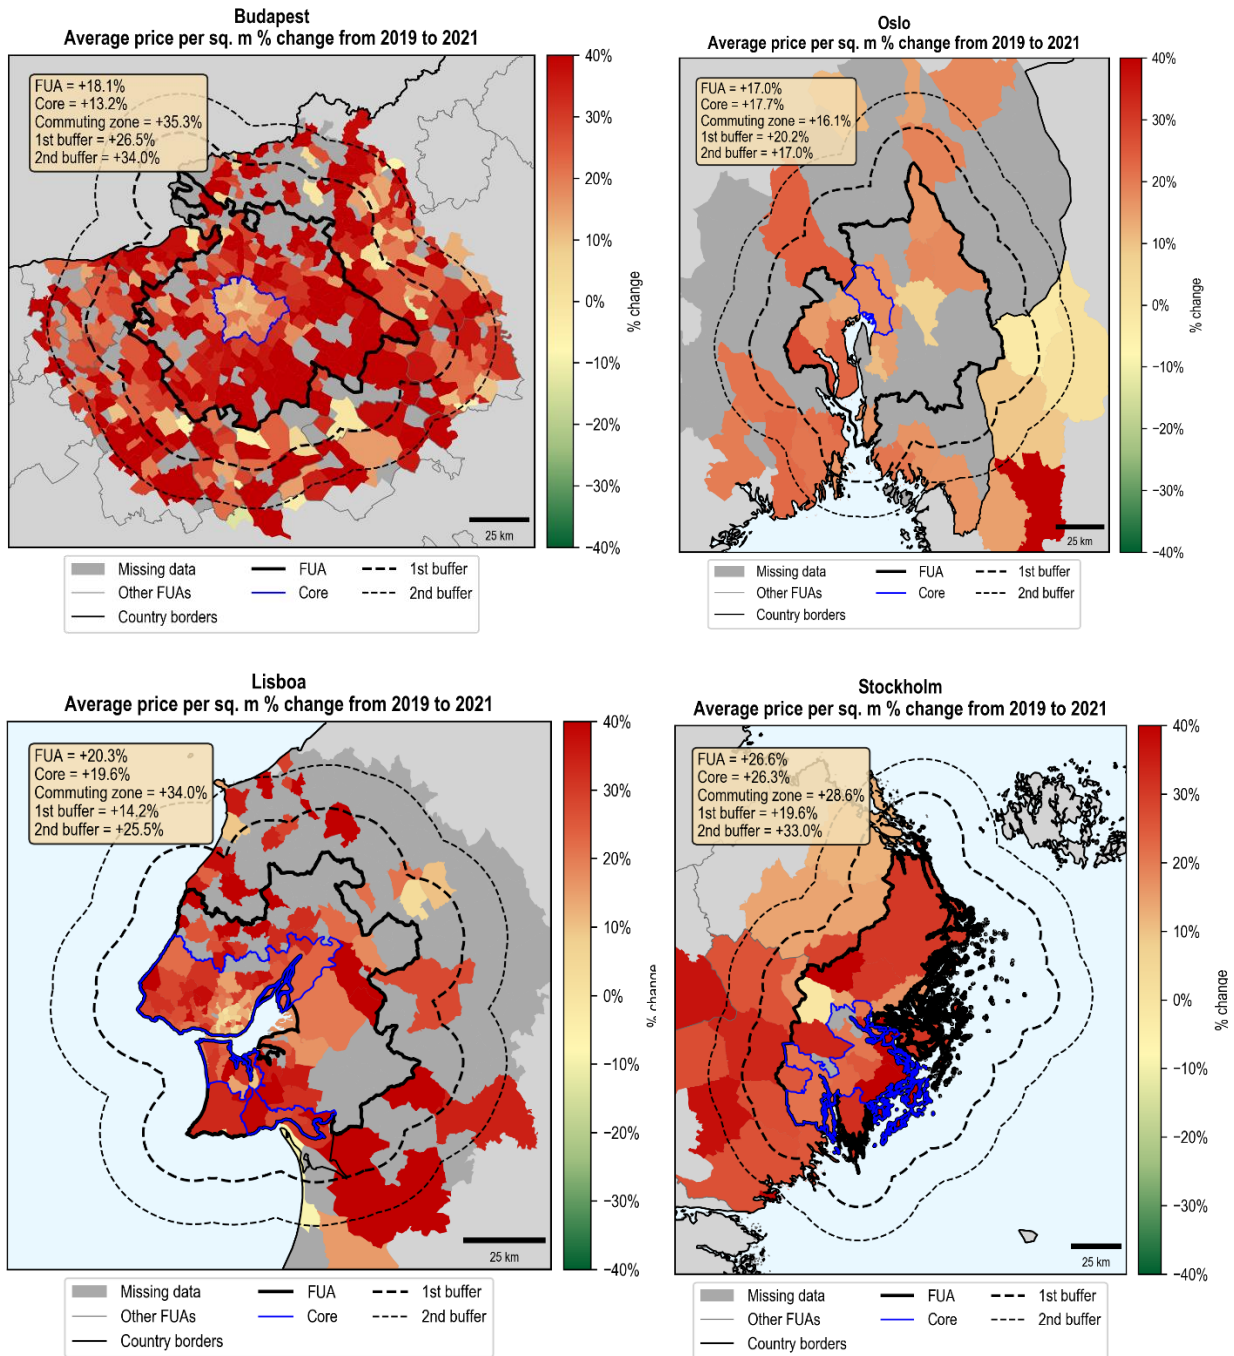 Budapest
Average price per sq. m % change from 2019 to 2021
FUA = +18.1%
Core = +13.2%
Commuting zone = +35.3%
1st buffer = +26.5%
2nd buffer = +34.0%
40%
30%
20%
10%
0%
−10%
−20%
−30%
−40%
% change
25 km
Missing data
Other FUAs
Country borders
FUA
Core
1st buffer
2nd buffer
Oslo
Average price per sq. m % change from 2019 to 2021
FUA = +17.0%
Core = +17.7%
Commuting zone = +16.1%
1st buffer = +20.2%
2nd buffer = +17.0%
40%
30%
20%
10%
0%
−10%
−20%
−30%
−40%
% change
25 km
Missing data
Other FUAs
Country borders
FUA
Core
1st buffer
2nd buffer
Lisboa
Average price per sq. m % change from 2019 to 2021
FUA = +20.3%
Core = +19.6%
Commuting zone = +34.0%
1st buffer = +14.2%
2nd buffer = +25.5%
40%
30%
20%
10%
0%
−10%
−20%
−30%
−40%
% change
25 km
Missing data
Other FUAs
Country borders
FUA
Core
1st buffer
2nd buffer
Stockholm
Average price per sq. m % change from 2019 to 2021
FUA = +26.6%
Core = +26.3%
Commuting zone = +28.6%
1st buffer = +19.6%
2nd buffer = +33.0%
40%
30%
20%
10%
0%
−10%
−20%
−30%
−40%
% change
25 km
Missing data
Other FUAs
Country borders
FUA
Core
1st buffer
2nd buffer